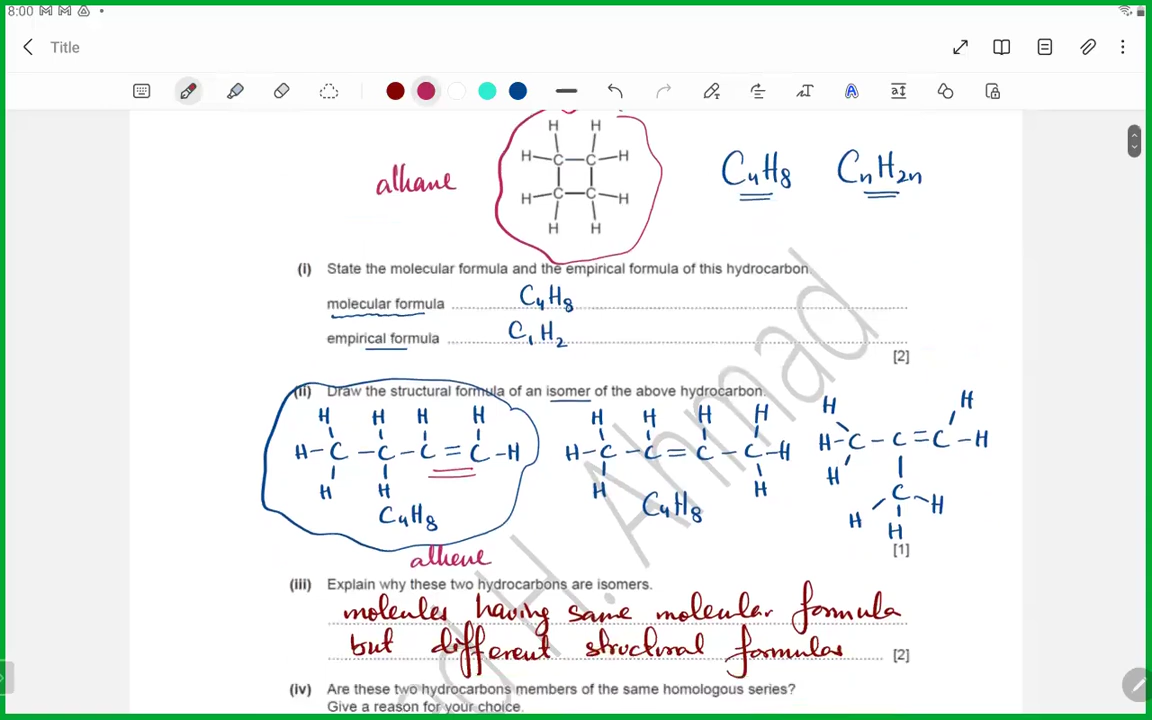 8:00
Title
alkane
H H
H-C-C-H
H-C-C-H
H H
C4H8 CnH2n
(i) State the molecular formula and the empirical formula of this hydrocarbon
molecular formula C4H8
empirical formula C1H2
[2]
(ii) Draw the structural formula of an isomer of the above hydrocarbon.
H H H H H H H H H H
H-C-C-C=C-H H-C-C=C-C-H H-C-C=C-H
H H H H H C H
C4H8 C4H8 H H
[1]
alkene
(iii) Explain why these two hydrocarbons are isomers.
molecules having same molecular formula
but different structural formulas
[2]
(iv) Are these two hydrocarbons members of the same homologous series?
Give a reason for your choice.
H. Ahmad